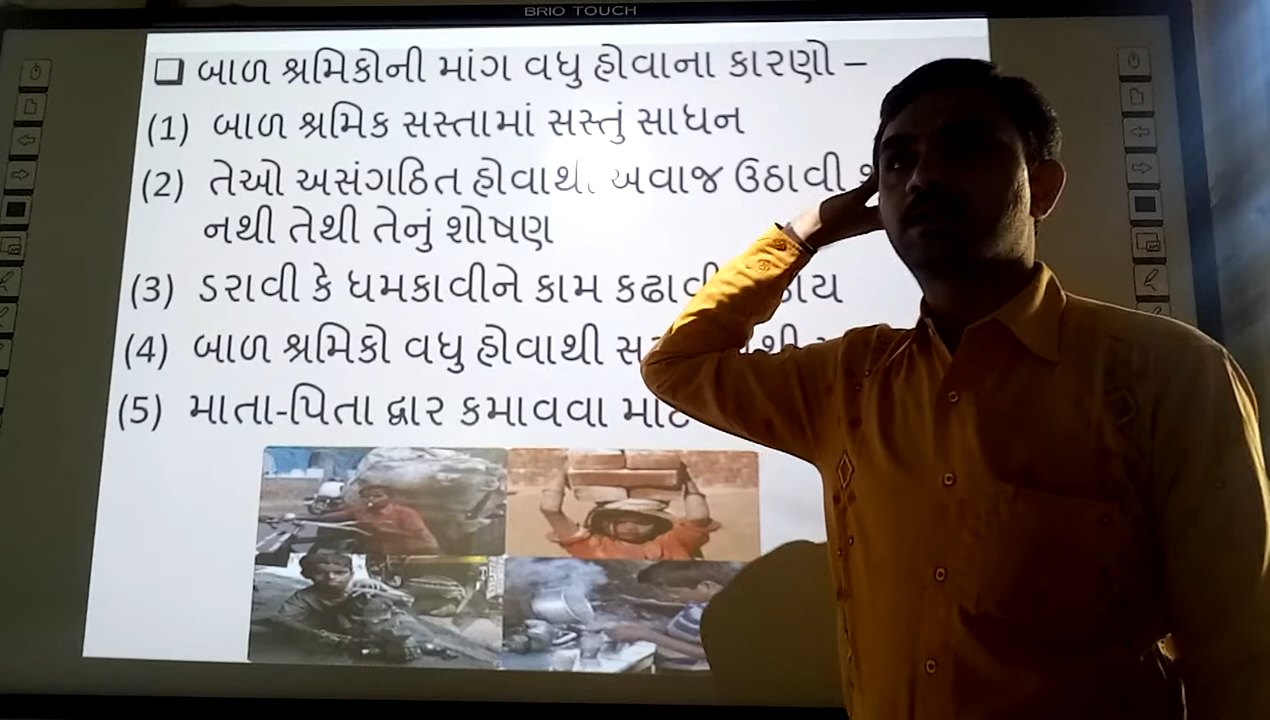 BRIO TOUCH
❑ બાળ શ્રમિકોની માંગ વધુ હોવાના કારણો –
(1) બાળ શ્રમિક સસ્તામાં સસ્તું સાધન
(2) તેઓ અસંગઠિત હોવાથી અવાજ ઉઠાવી
નથી તેથી તેનું શોષણ
(3) ડરાવી કે ધમકાવીને કામ કઢાવી
(4) બાળ શ્રમિકો વધુ હોવાથી
(5) માતા-પિતા દ્વાર કમાવવા માટે